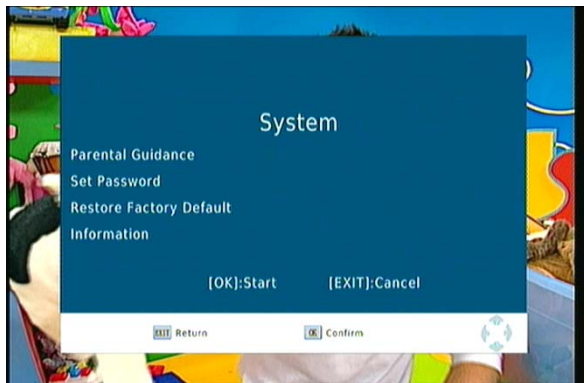 System
Parental Guidance
Set Password
Restore Factory Default
Information
[OK]:Start [EXIT]:Cancel
EXIT Return OK Confirm